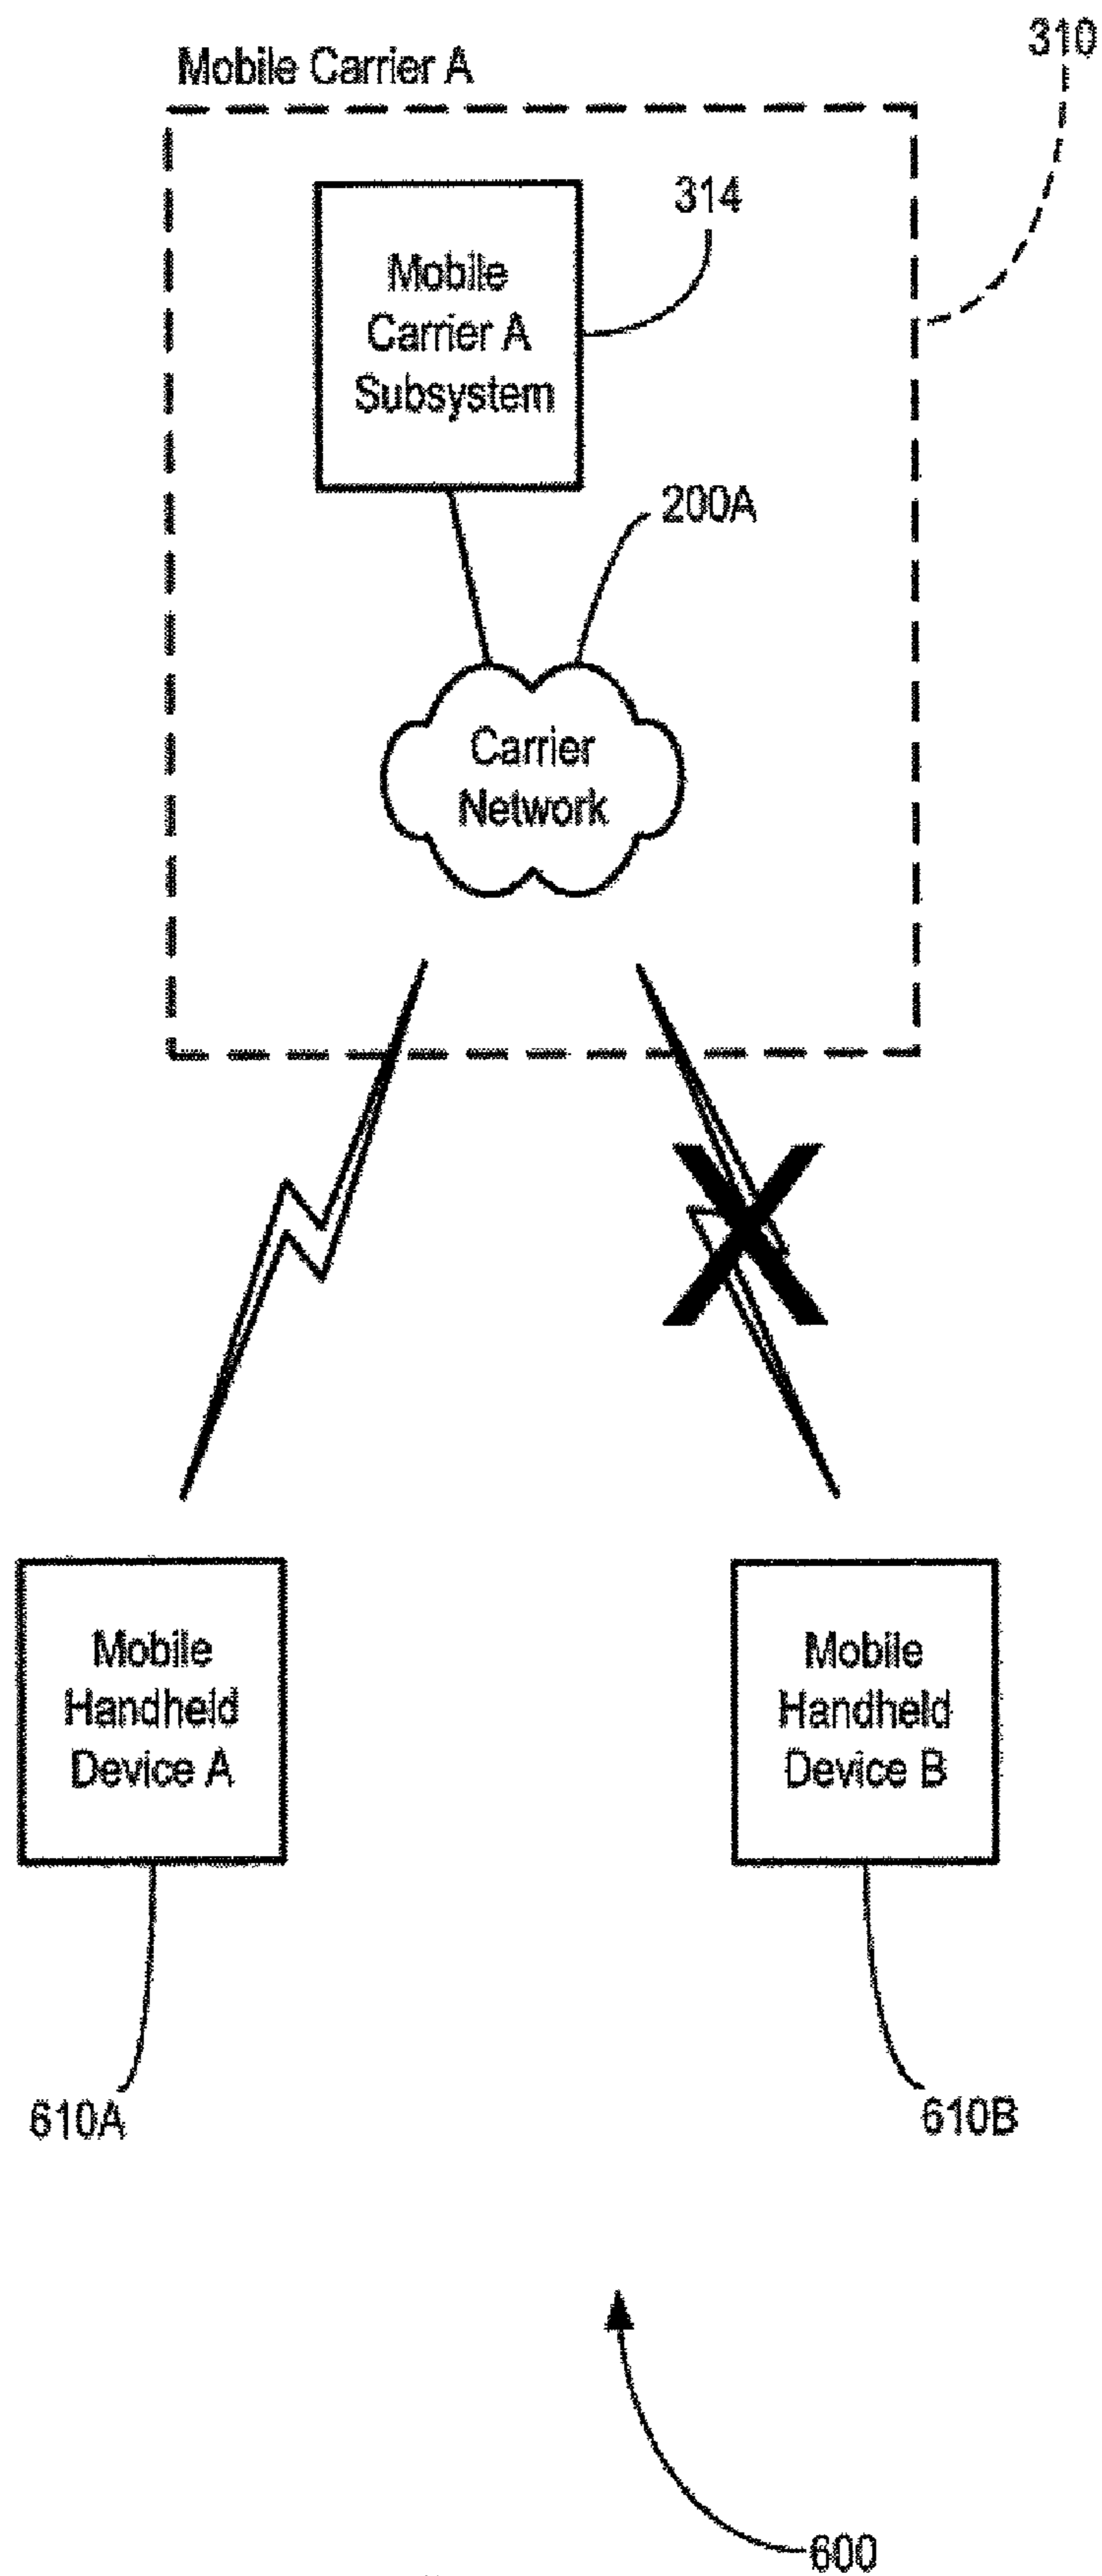 310
Mobile Carrier A
314
Mobile
Carrier A
Subsystem
200A
Carrier
Network
X
Mobile
Handheld
Device A
Mobile
Handheld
Device B
610A
610B
600